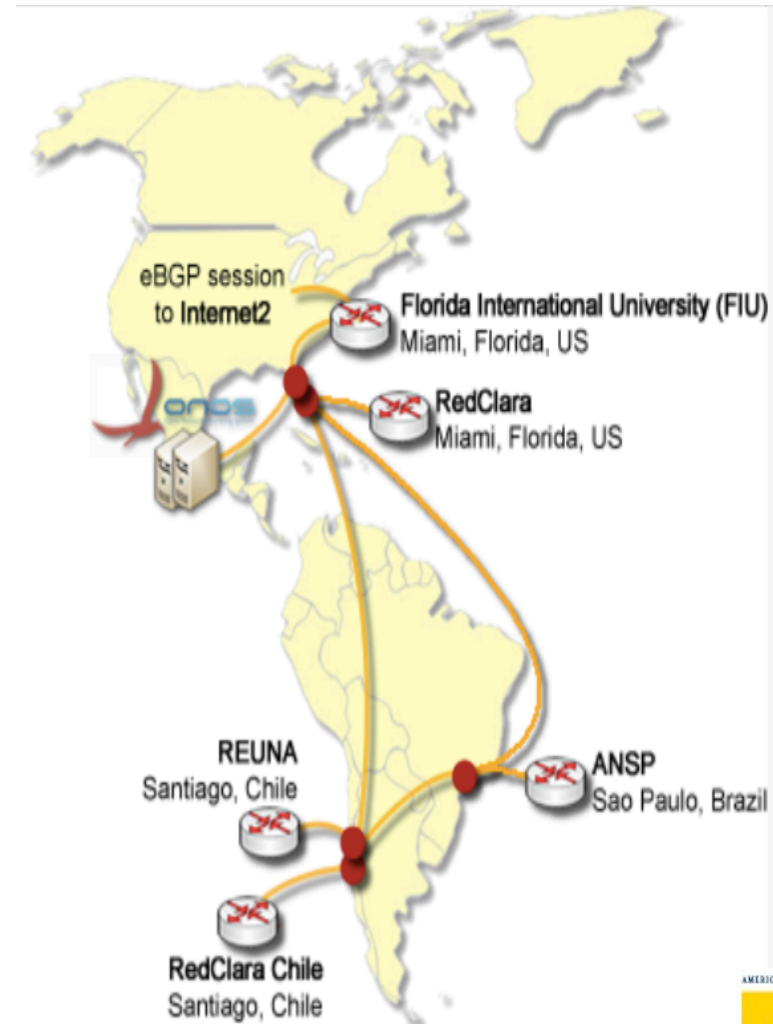 eBGP session
to Internet2
Florida International University (FIU)
Miami, Florida, US
onos
RedClara
Miami, Florida, US
REUNA
Santiago, Chile
ANSP
Sao Paulo, Brazil
RedClara Chile
Santiago, Chile
AMERIC